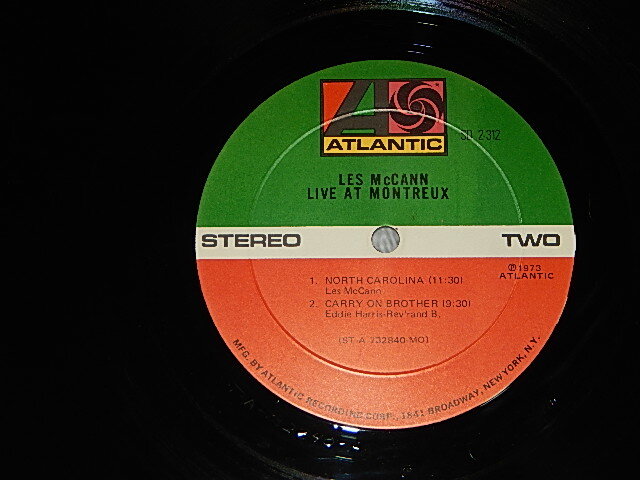 ATLANTIC
SD 2-312
LES McCANN
LIVE AT MONTREUX
STEREO TWO
℗1973
ATLANTIC
1. NORTH CAROLINA (11:30)
Les McCann
2. CARRY ON BROTHER (9:30)
Eddie Harris-Rev'rand B.
(ST-A-732840-MO)
MFG. BY ATLANTIC RECORDING CORP., 1841 BROADWAY, NEW YORK, N.Y.